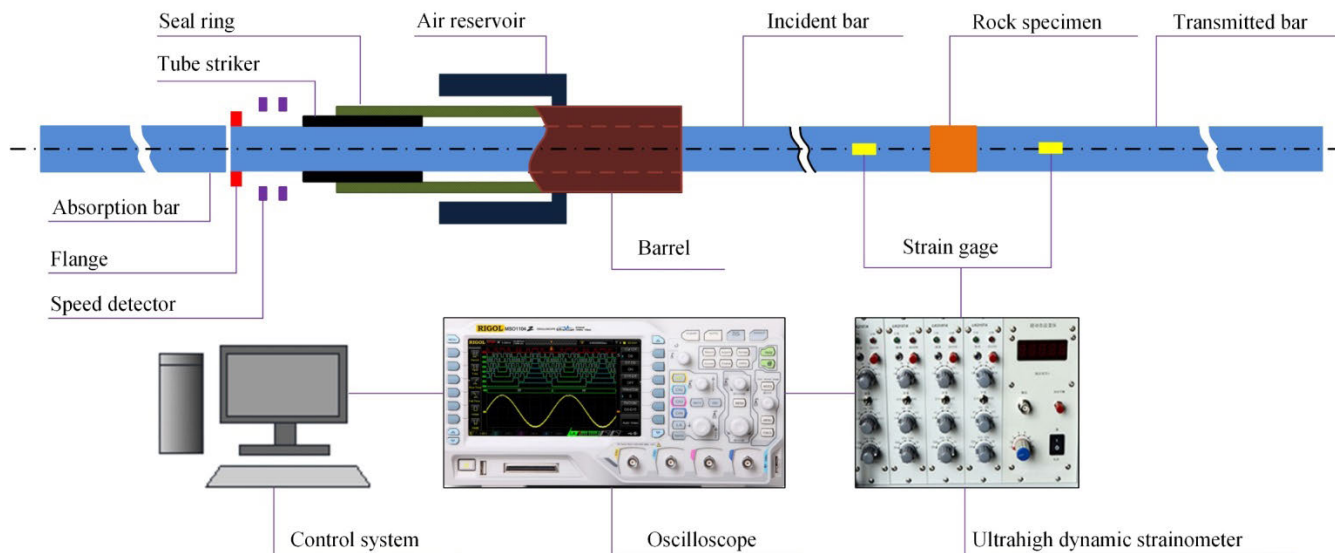 Seal ring
Air reservoir
Incident bar
Rock specimen
Transmitted bar
Tube striker
Absorption bar
Flange
Speed detector
Barrel
Strain gage
RIGOL
Control system
Oscilloscope
Ultrahigh dynamic strainometer